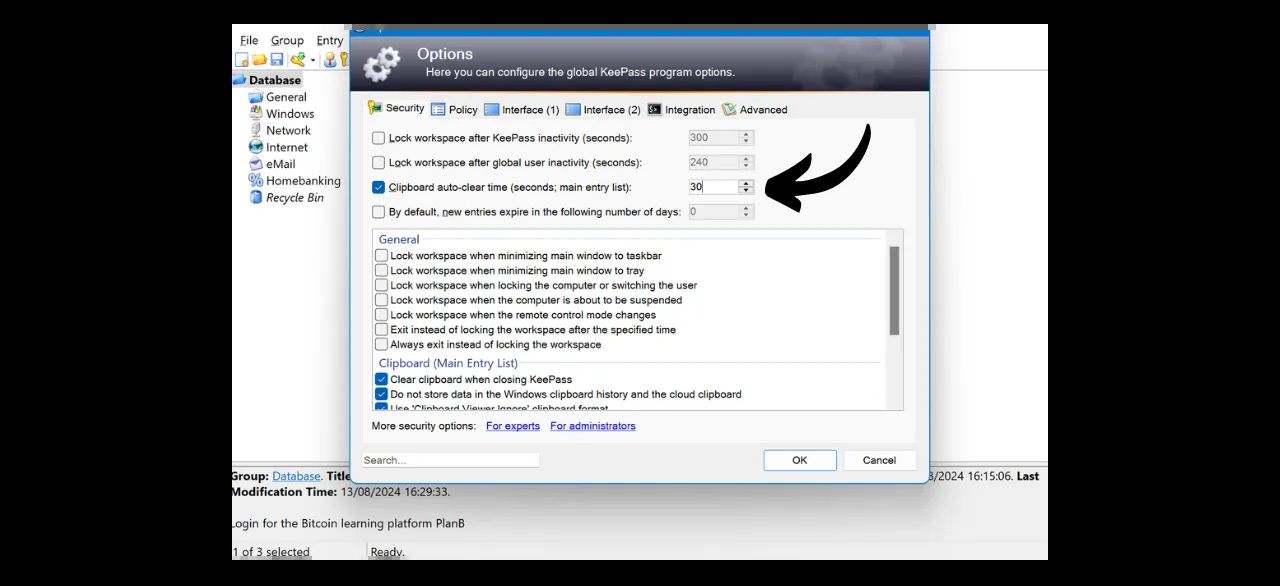 File Group Entry
Database
General
Windows
Network
Internet
eMail
Homebanking
Recycle Bin
Options
Here you can configure the global KeePass program options.
Security Policy Interface (1) Interface (2) Integration Advanced
Lock workspace after KeePass inactivity (seconds): 300
Lock workspace after global user inactivity (seconds): 240
Clipboard auto-clear time (seconds; main entry list): 30
By default, new entries expire in the following number of days: 0
General
Lock workspace when minimizing main window to taskbar
Lock workspace when minimizing main window to tray
Lock workspace when locking the computer or switching the user
Lock workspace when the computer is about to be suspended
Lock workspace when the remote control mode changes
Exit instead of locking the workspace after the specified time
Always exit instead of locking the workspace
Clipboard (Main Entry List)
Clear clipboard when closing KeePass
Do not store data in the Windows clipboard history and the cloud clipboard
Use 'Clipboard Viewer Ignore' clipboard format
More security options: For experts For administrators
Search... OK Cancel
Group: Database. Title 3/2024 16:15:06. Last
Modification Time: 13/08/2024 16:29:33.
Login for the Bitcoin learning platform PlanB
1 of 3 selected Ready.